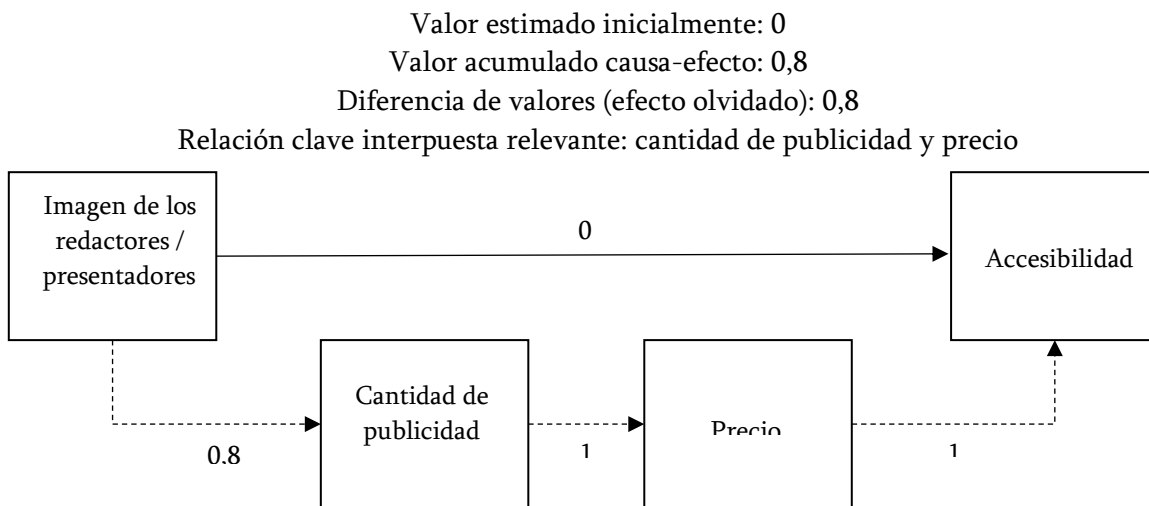 Valor estimado inicialmente: 0
Valor acumulado causa-efecto: 0,8
Diferencia de valores (efecto olvidado): 0,8
Relación clave interpuesta relevante: cantidad de publicidad y precio
Imagen de los
redactores /
presentadores
0
Accesibilidad
Cantidad de
publicidad
Precio
0,8
1
1